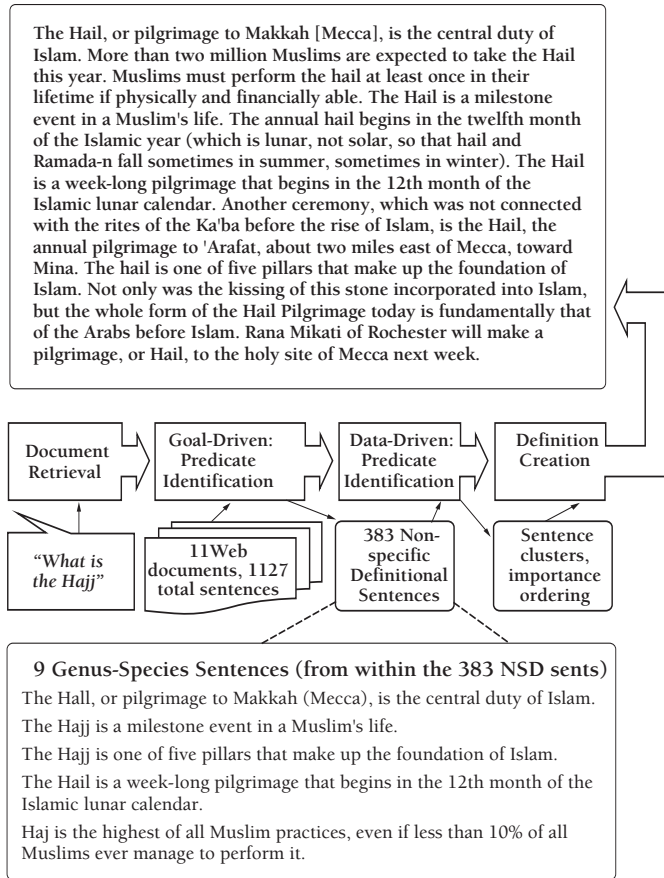 The Hail, or pilgrimage to Makkah [Mecca], is the central duty of
Islam. More than two million Muslims are expected to take the Hail
this year. Muslims must perform the hail at least once in their
lifetime if physically and financially able. The Hail is a milestone
event in a Muslim's life. The annual hail begins in the twelfth month
of the Islamic year (which is lunar, not solar, so that hail and
Ramada-n fall sometimes in summer, sometimes in winter). The Hail
is a week-long pilgrimage that begins in the 12th month of the
Islamic lunar calendar. Another ceremony, which was not connected
with the rites of the Ka'ba before the rise of Islam, is the Hail, the
annual pilgrimage to 'Arafat, about two miles east of Mecca, toward
Mina. The hail is one of five pillars that make up the foundation of
Islam. Not only was the kissing of this stone incorporated into Islam,
but the whole form of the Hail Pilgrimage today is fundamentally that
of the Arabs before Islam. Rana Mikati of Rochester will make a
pilgrimage, or Hail, to the holy site of Mecca next week.
Document
Retrieval
Goal-Driven:
Predicate
Identification
Data-Driven:
Predicate
Identification
Definition
Creation
“What is
the Hajj”
11Web
documents, 1127
total sentences
383 Non-
specific
Definitional
Sentences
Sentence
clusters,
importance
ordering
9 Genus-Species Sentences (from within the 383 NSD sents)
The Hall, or pilgrimage to Makkah (Mecca), is the central duty of Islam.
The Hajj is a milestone event in a Muslim's life.
The Hajj is one of five pillars that make up the foundation of Islam.
The Hail is a week-long pilgrimage that begins in the 12th month of the
Islamic lunar calendar.
Haj is the highest of all Muslim practices, even if less than 10% of all
Muslims ever manage to perform it.